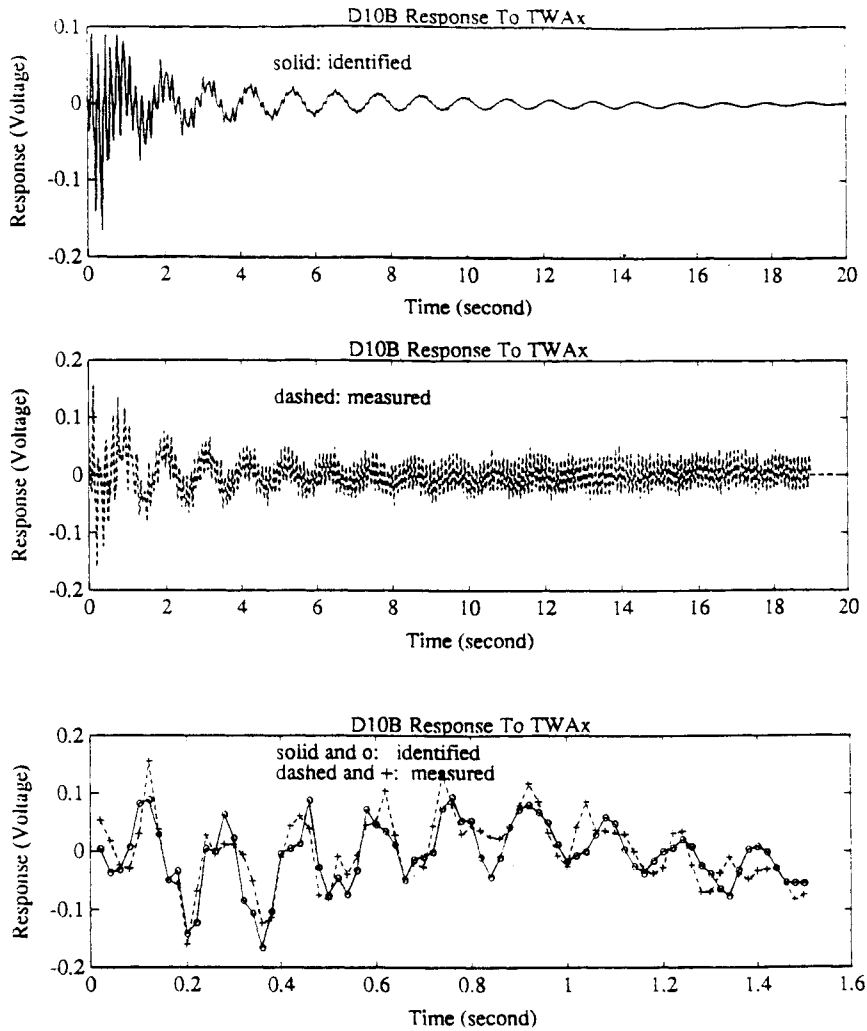 D10B Response To TWAx
0.1
solid: identified
0
-0.1
-0.2
Response (Voltage)
0 2 4 6 8 10 12 14 16 18 20
Time (second)
D10B Response To TWAx
0.2
dashed: measured
0.1
0
-0.1
-0.2
Response (Voltage)
0 2 4 6 8 10 12 14 16 18 20
Time (second)
D10B Response To TWAx
0.2
solid and o: identified
dashed and +: measured
0.1
0
-0.1
-0.2
Response (Voltage)
0 0.2 0.4 0.6 0.8 1 1.2 1.4 1.6
Time (second)